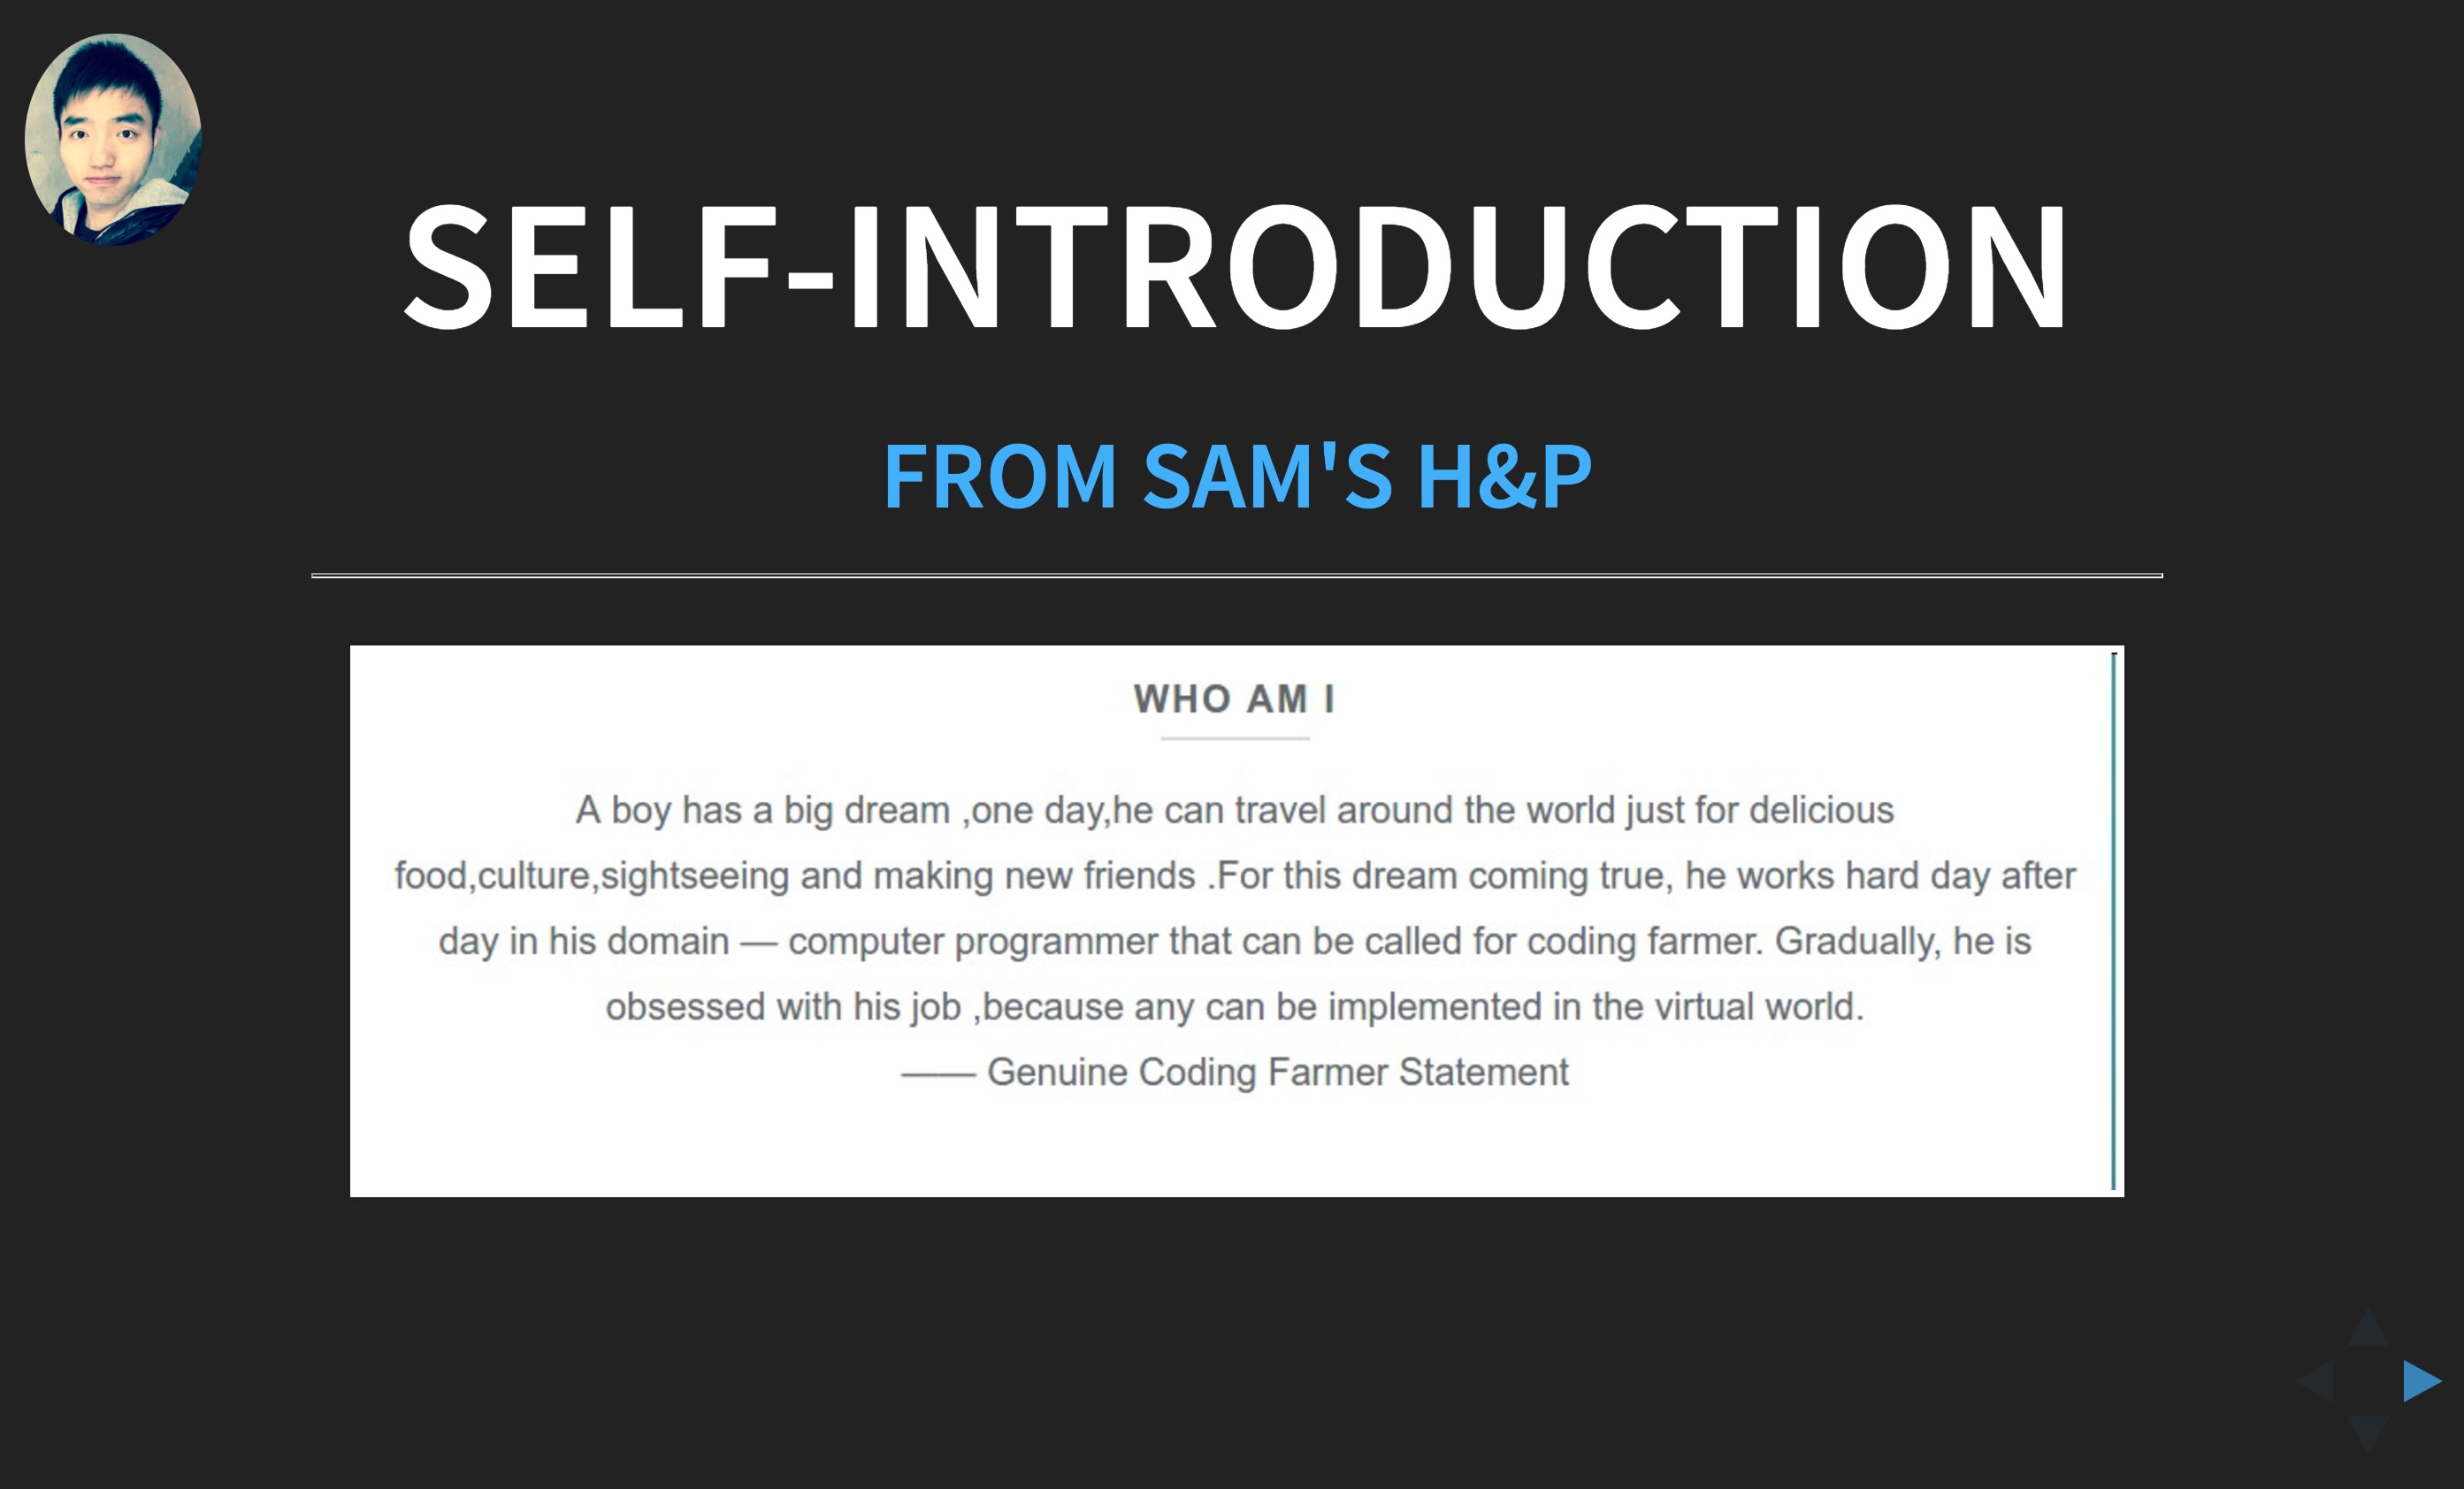 SELF-INTRODUCTION
FROM SAM'S H&P
WHO AM I
A boy has a big dream ,one day,he can travel around the world just for delicious
food,culture,sightseeing and making new friends .For this dream coming true, he works hard day after
day in his domain — computer programmer that can be called for coding farmer. Gradually, he is
obsessed with his job ,because any can be implemented in the virtual world.
—— Genuine Coding Farmer Statement